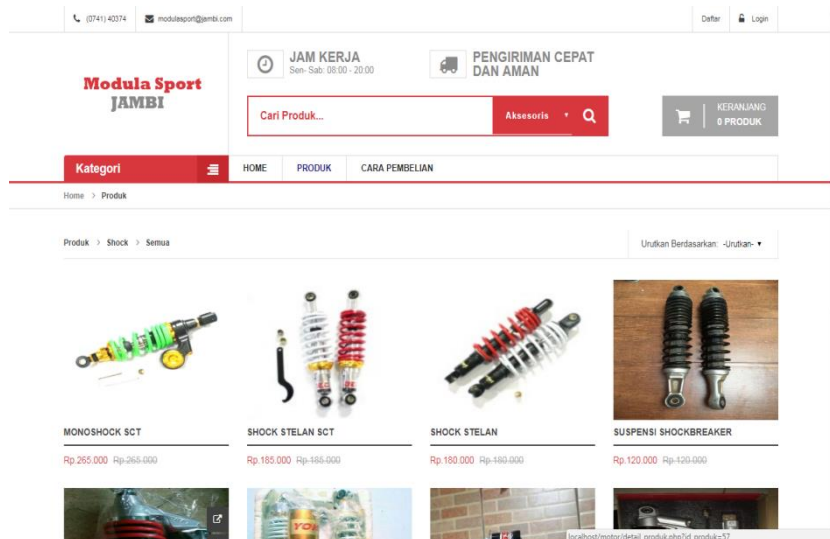 (0741) 40374 modulasport@jambi.com Daftar Login
JAM KERJA
Sen- Sab: 08:00 - 20:00
PENGIRIMAN CEPAT
DAN AMAN
Modula Sport
JAMBI
Cari Produk... Aksesoris
KERANJANG
0 PRODUK
Kategori HOME PRODUK CARA PEMBELIAN
Home > Produk
Produk > Shock > Semua Urutkan Berdasarkan: -Urutkan-
MONOSHOCK SCT SHOCK STELAN SCT SHOCK STELAN SUSPENSI SHOCKBREAKER
Rp.265.000 Rp.265.000 Rp.185.000 Rp.185.000 Rp.180.000 Rp.180.000 Rp.120.000 Rp.120.000
localhost/motor/detail_produk.php?id_produk=57